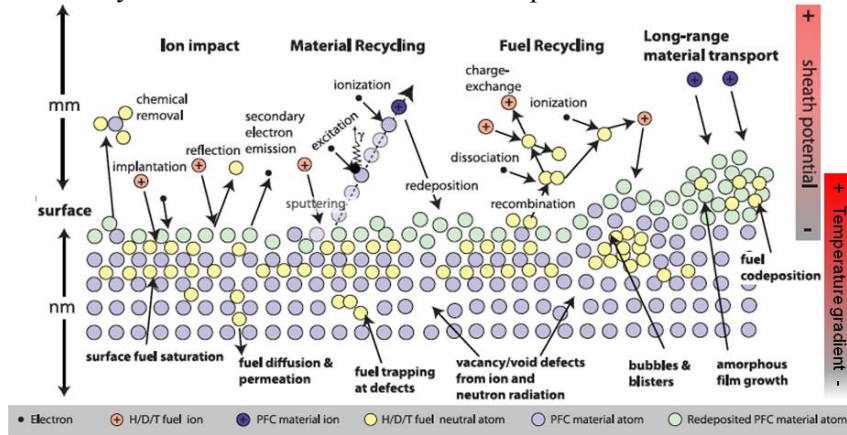 Ion impact
Material Recycling
Fuel Recycling
Long-range
material transport
+
sheath potential
-
mm
surface
nm
chemical
removal
implantation
reflection
secondary
electron
emission
ionization
excitation
γ
sputtering
redeposition
charge-
exchange
ionization
dissociation
recombination
+
Temperature gradient
-
fuel
codeposition
surface fuel saturation
fuel diffusion &
permeation
fuel trapping
at defects
vacancy/void defects
from ion and
neutron radiation
bubbles &
blisters
amorphous
film growth
Electron
H/D/T fuel ion
PFC material ion
H/D/T fuel neutral atom
PFC material atom
Redeposited PFC material atom